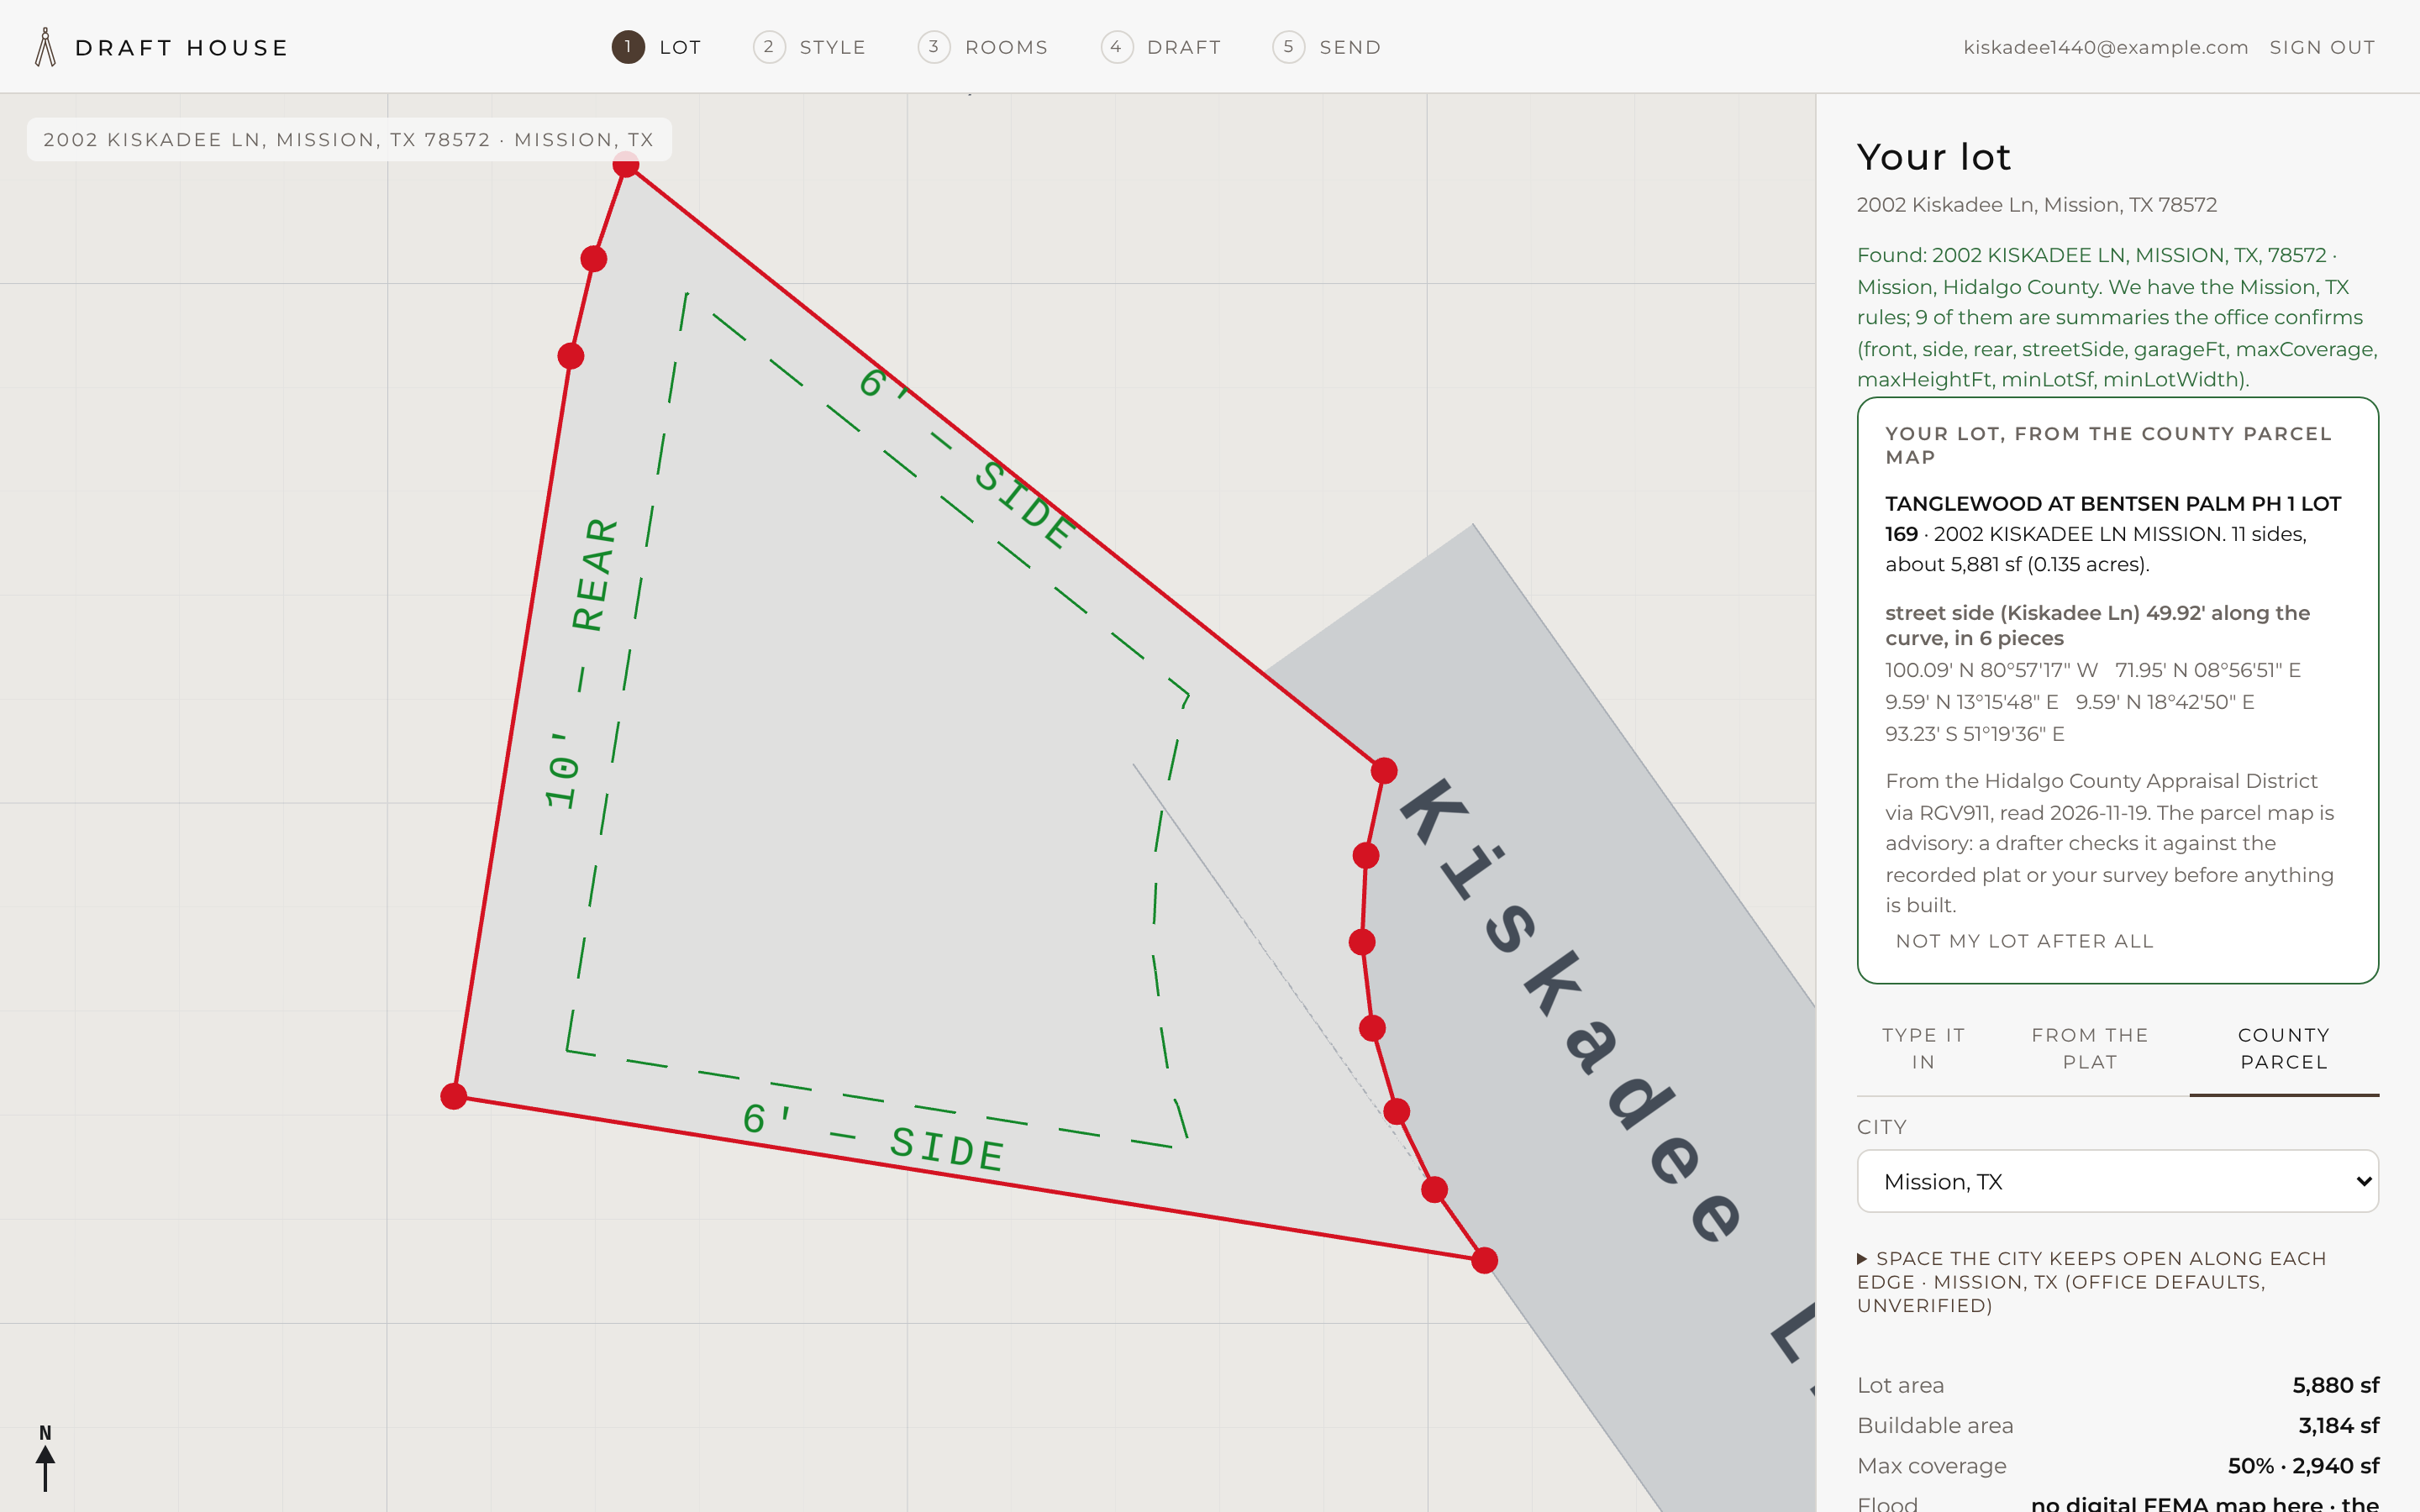 DRAFT HOUSE
1 LOT
2 STYLE
3 ROOMS
4 DRAFT
5 SEND
kiskadee1440@example.com SIGN OUT
2002 KISKADEE LN, MISSION, TX 78572 · MISSION, TX
6' – SIDE
10' – REAR
6' – SIDE
Kiskadee
N
Your lot
2002 Kiskadee Ln, Mission, TX 78572
Found: 2002 KISKADEE LN, MISSION, TX, 78572 ·
Mission, Hidalgo County. We have the Mission, TX
rules; 9 of them are summaries the office confirms
(front, side, rear, streetSide, garageFt, maxCoverage,
maxHeightFt, minLotSf, minLotWidth).
YOUR LOT, FROM THE COUNTY PARCEL
MAP
TANGLEWOOD AT BENTSEN PALM PH 1 LOT
169 · 2002 KISKADEE LN MISSION. 11 sides,
about 5,881 sf (0.135 acres).
street side (Kiskadee Ln) 49.92' along the
curve, in 6 pieces
100.09' N 80°57'17" W 71.95' N 08°56'51" E
9.59' N 13°15'48" E 9.59' N 18°42'50" E
93.23' S 51°19'36" E
From the Hidalgo County Appraisal District
via RGV911, read 2026-11-19. The parcel map is
advisory: a drafter checks it against the
recorded plat or your survey before anything
is built.
NOT MY LOT AFTER ALL
TYPE IT
IN
FROM THE
PLAT
COUNTY
PARCEL
CITY
Mission, TX
SPACE THE CITY KEEPS OPEN ALONG EACH
EDGE · MISSION, TX (OFFICE DEFAULTS,
UNVERIFIED)
Lot area 5,880 sf
Buildable area 3,184 sf
Max coverage 50% · 2,940 sf
Flood no digital FEMA map here · the